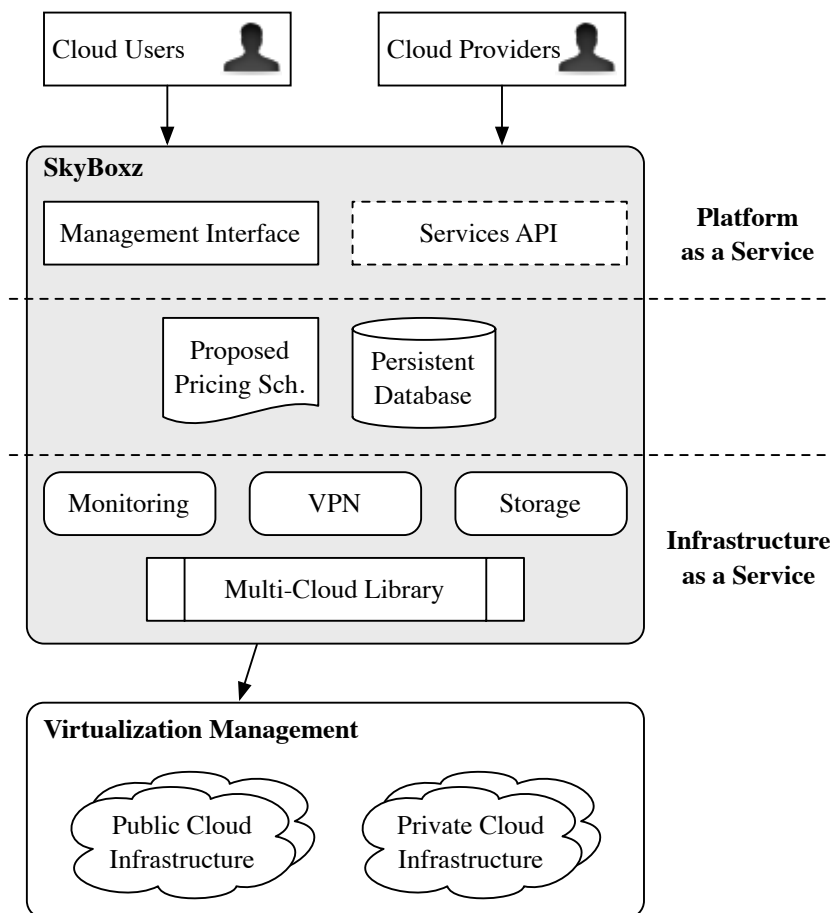 Cloud Users
Cloud Providers
SkyBoxz
Management Interface
Services API
Platform
as a Service
Proposed
Pricing Sch.
Persistent
Database
Monitoring
VPN
Storage
Infrastructure
as a Service
Multi-Cloud Library
Virtualization Management
Public Cloud
Infrastructure
Private Cloud
Infrastructure